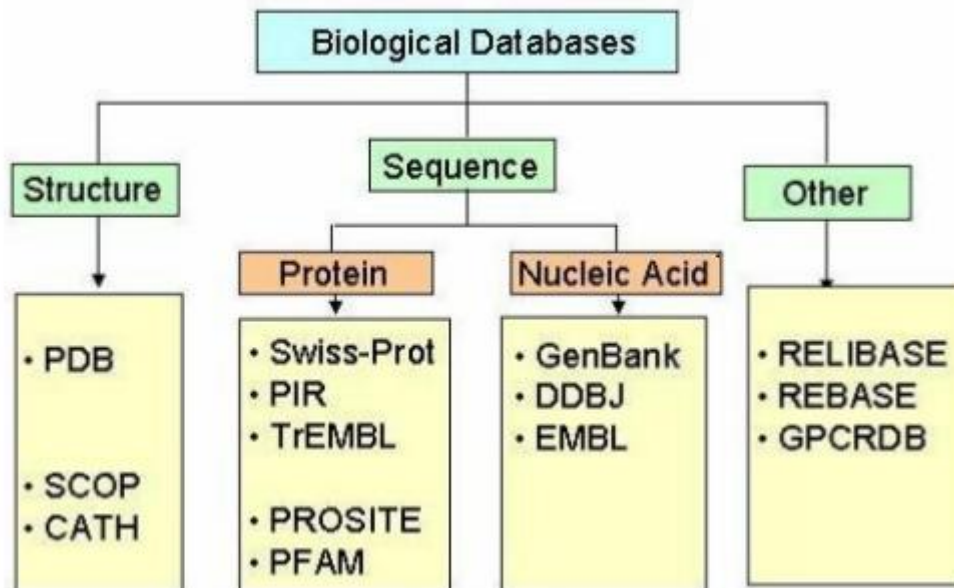 Biological Databases
Structure
Sequence
Other
Protein
Nucleic Acid
• PDB
• SCOP
• CATH
• Swiss-Prot
• PIR
• TrEMBL
• PROSITE
• PFAM
• GenBank
• DDBJ
• EMBL
• RELIBASE
• REBASE
• GPCRDB